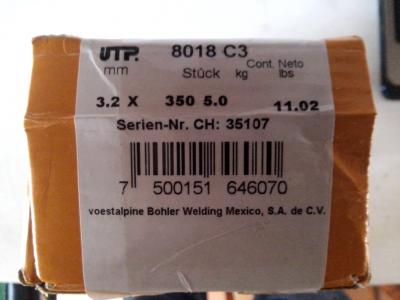 UTP. 8018 C3
mm Stück kg Cont. Neto lbs
3.2 X 350 5.0 11.02
Serien-Nr. CH: 35107
7 500151 646070
voestalpine Bohler Welding Mexico, S.A. de C.V.